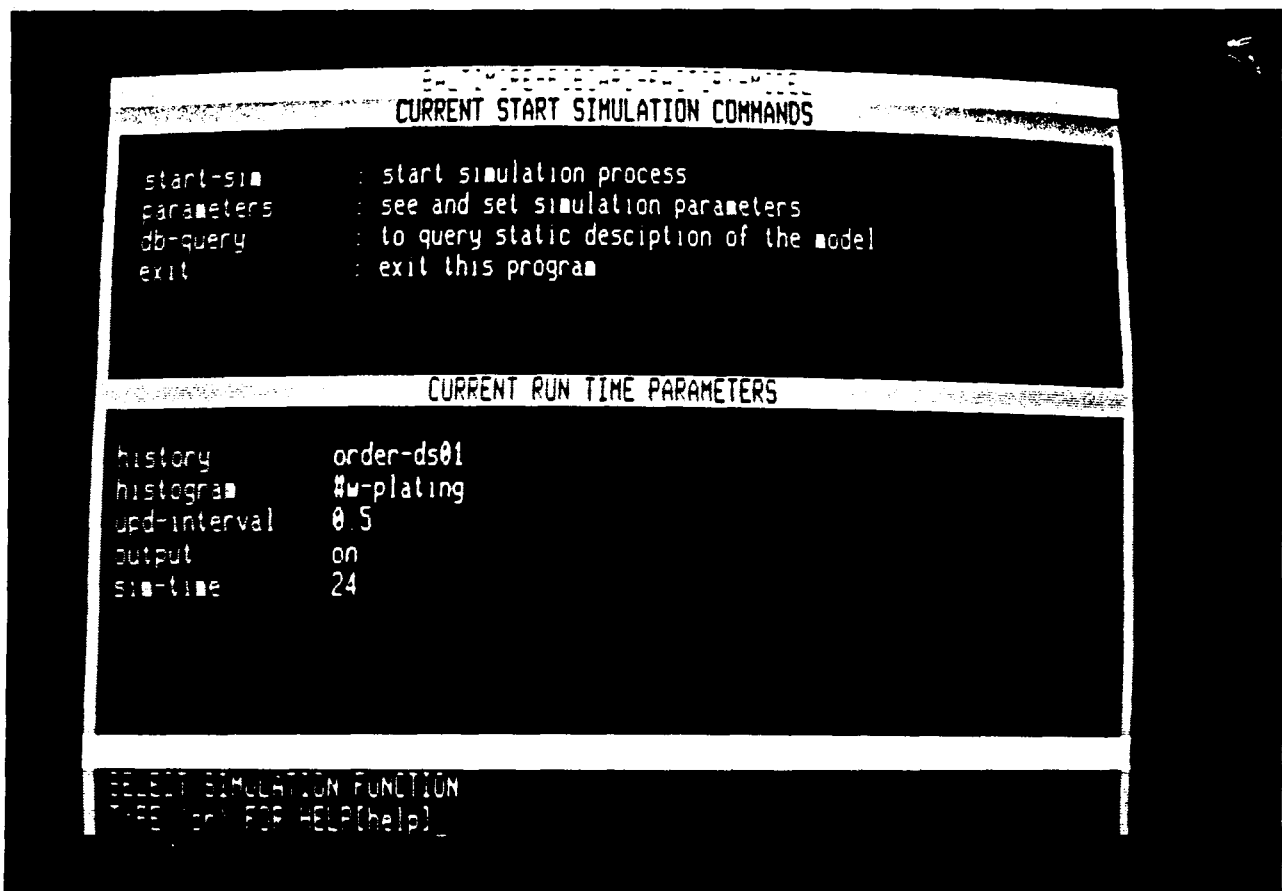 CURRENT START SIMULATION COMMANDS
start-sim : start simulation process
parameters : see and set simulation parameters
db-query : to query static desciption of the model
exit : exit this program
CURRENT RUN TIME PARAMETERS
history order-ds01
histogram #w-plating
upd-interval 0.5
output on
sim-time 24
SELECT SIMULATION FUNCTION
FOR HELP[help]_